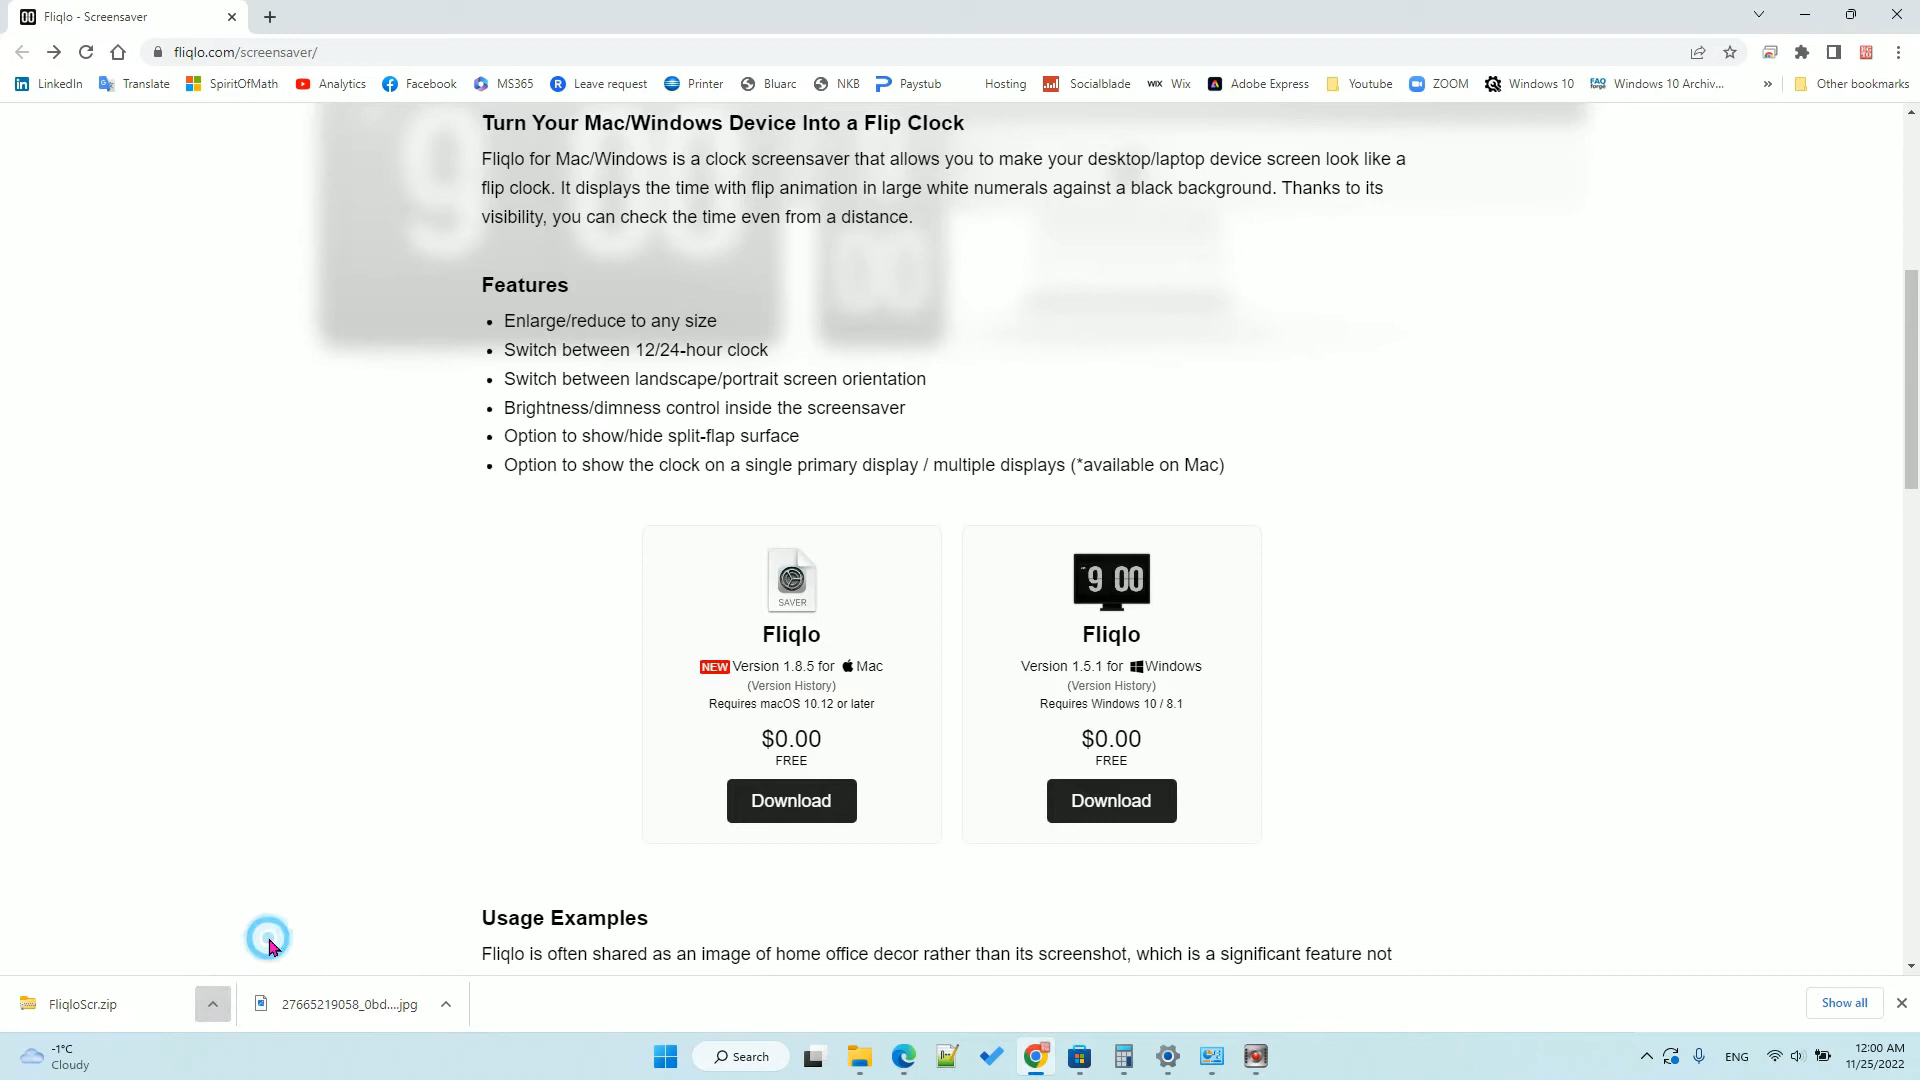 Fliqlo - Screensaver
fliqlo.com/screensaver/
LinkedIn Translate SpiritOfMath Analytics Facebook MS365 Leave request Printer Bluarc NKB Paystub Hosting Socialblade WIX Wix Adobe Express Youtube ZOOM Windows 10 FAQ Windows 10 Archiv... » Other bookmarks
Turn Your Mac/Windows Device Into a Flip Clock
Fliqlo for Mac/Windows is a clock screensaver that allows you to make your desktop/laptop device screen look like a
flip clock. It displays the time with flip animation in large white numerals against a black background. Thanks to its
visibility, you can check the time even from a distance.
Features
• Enlarge/reduce to any size
• Switch between 12/24-hour clock
• Switch between landscape/portrait screen orientation
• Brightness/dimness control inside the screensaver
• Option to show/hide split-flap surface
• Option to show the clock on a single primary display / multiple displays (*available on Mac)
SAVER
Fliqlo
NEW Version 1.8.5 for Mac
(Version History)
Requires macOS 10.12 or later
$0.00
FREE
Download
9 00
Fliqlo
Version 1.5.1 for Windows
(Version History)
Requires Windows 10 / 8.1
$0.00
FREE
Download
Usage Examples
Fliqlo is often shared as an image of home office decor rather than its screenshot, which is a significant feature not
FliqloScr.zip
27665219058_0bd....jpg
Show all
-1°C
Cloudy
Search
ENG
12:00 AM
11/25/2022